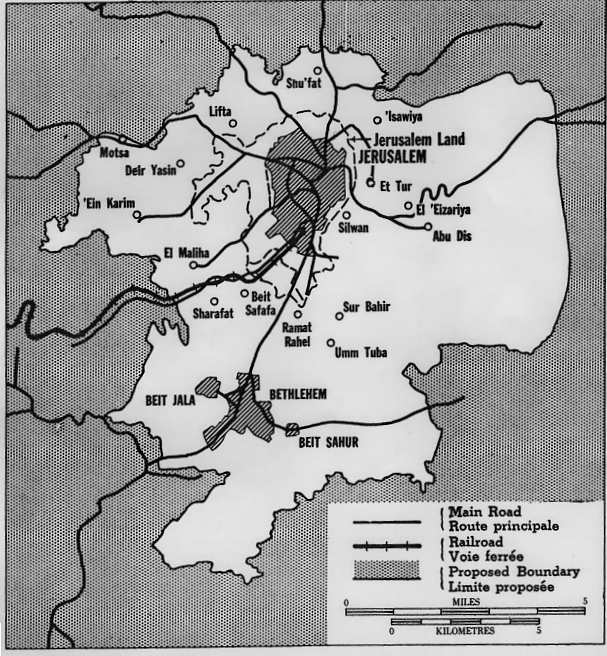 Shu'fat
Lifta
'Isawiya
Jerusalem Land
JERUSALEM
Motsa
Deir Yasin
Et Tur
'Ein Karim
El 'Eizariya
Silwan
Abu Dis
El Maliha
Sharafat
Beit
Safafa
Sur Bahir
Ramat
Rahel
Umm Tuba
BEIT JALA
BETHLEHEM
BEIT SAHUR
Main Road
Route principale
Railroad
Voie ferrée
Proposed Boundary
Limite proposée
0 MILES 5
0 KILOMETRES 5